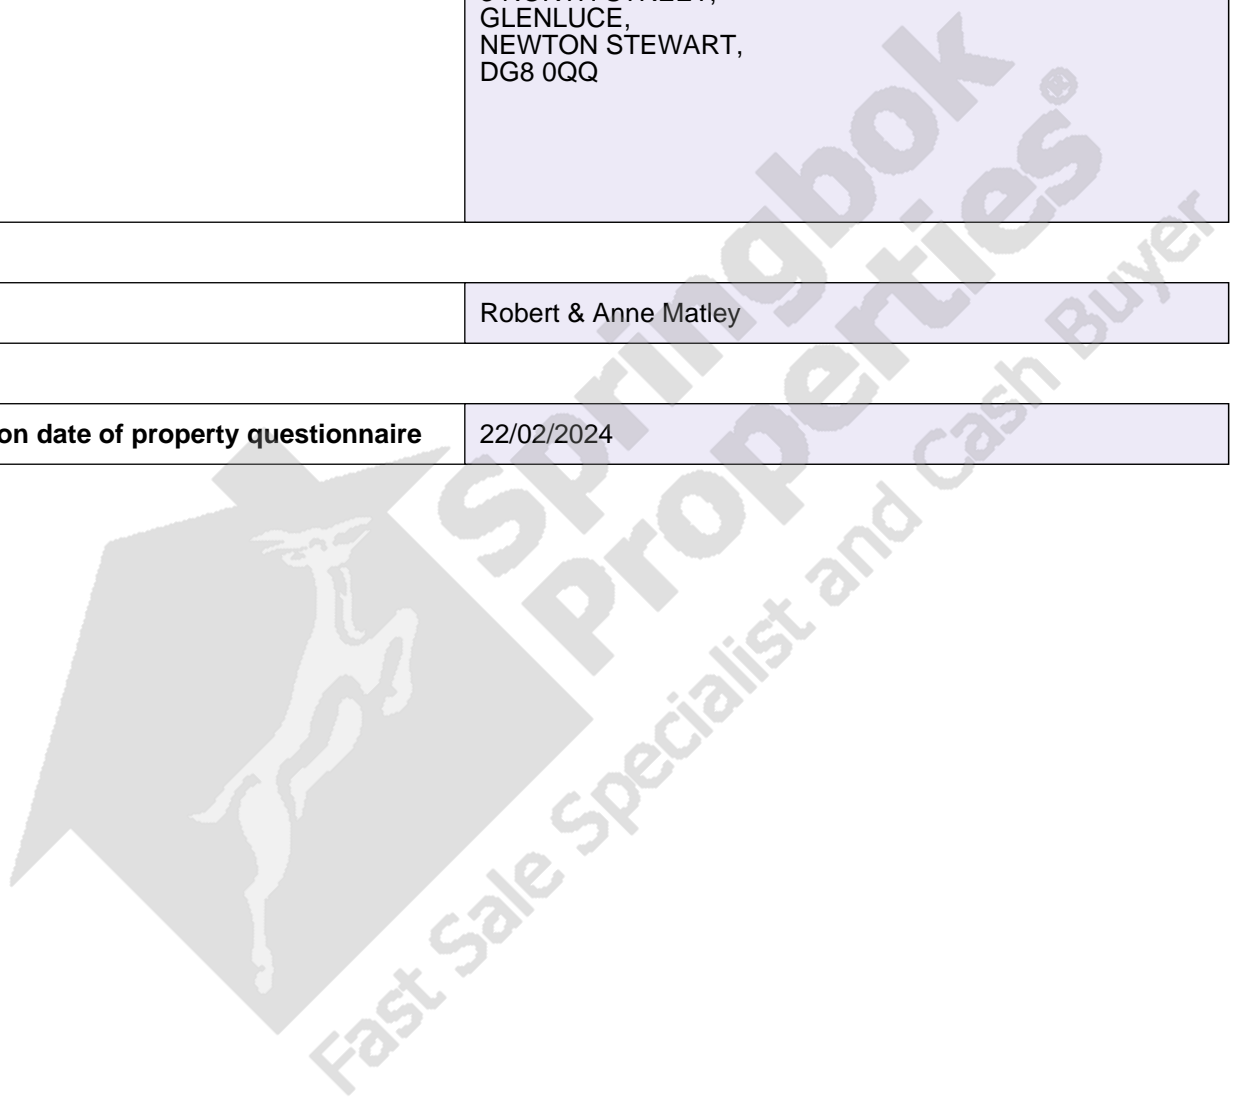 GLENLUCE,
NEWTON STEWART,
DG8 0QQ
Robert & Anne Matley
on date of property questionnaire 22/02/2024
Springbok
Properties®
Fast Sale Specialist and Cash Buyer